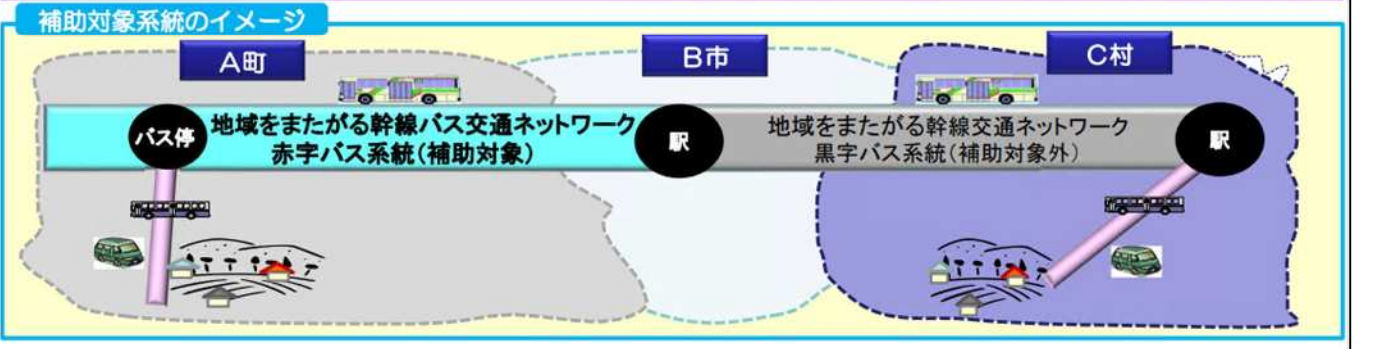 補助対象系統のイメージ
A町
B市
C村
バス停
地域をまたがる幹線バス交通ネットワーク
赤字バス系統(補助対象)
駅
地域をまたがる幹線交通ネットワーク
黒字バス系統(補助対象外)
駅